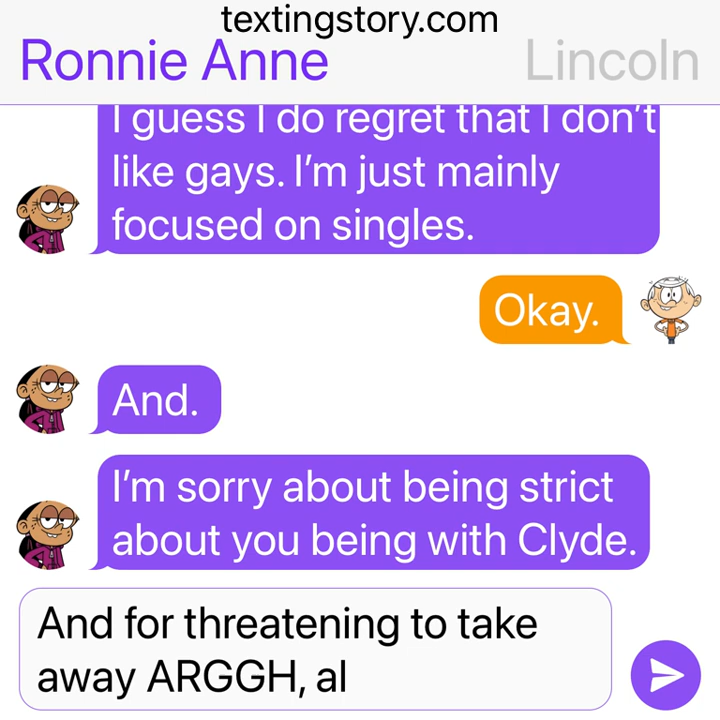 textingstory.com
Ronnie Anne
Lincoln
I guess I do regret that I don't
like gays. I'm just mainly
focused on singles.
Okay.
And.
I'm sorry about being strict
about you being with Clyde.
And for threatening to take
away ARGGH, al